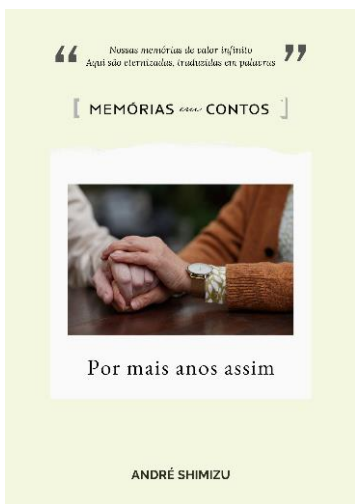 “ Nossas memórias de valor infinito ”
Aqui são eternizadas, traduzidas em palavras
[ MEMÓRIAS em CONTOS ]
Por mais anos assim
ANDRÉ SHIMIZU